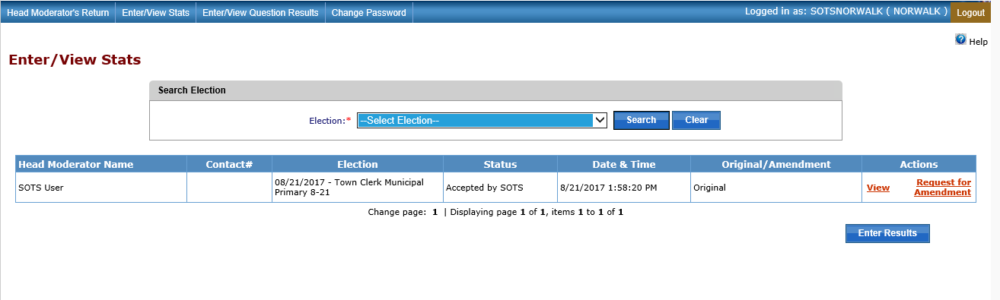 Head Moderator's Return Enter/View Stats Enter/View Question Results Change Password Logged in as: SOTSNORWALK ( NORWALK ) Logout
Help
Enter/View Stats
Search Election
Election:* --Select Election-- Search Clear
Head Moderator Name Contact# Election Status Date & Time Original/Amendment Actions
SOTS User 08/21/2017 - Town Clerk Municipal Primary 8-21 Accepted by SOTS 8/21/2017 1:58:20 PM Original View Request for Amendment
Change page: 1 | Displaying page 1 of 1, items 1 to 1 of 1
Enter Results